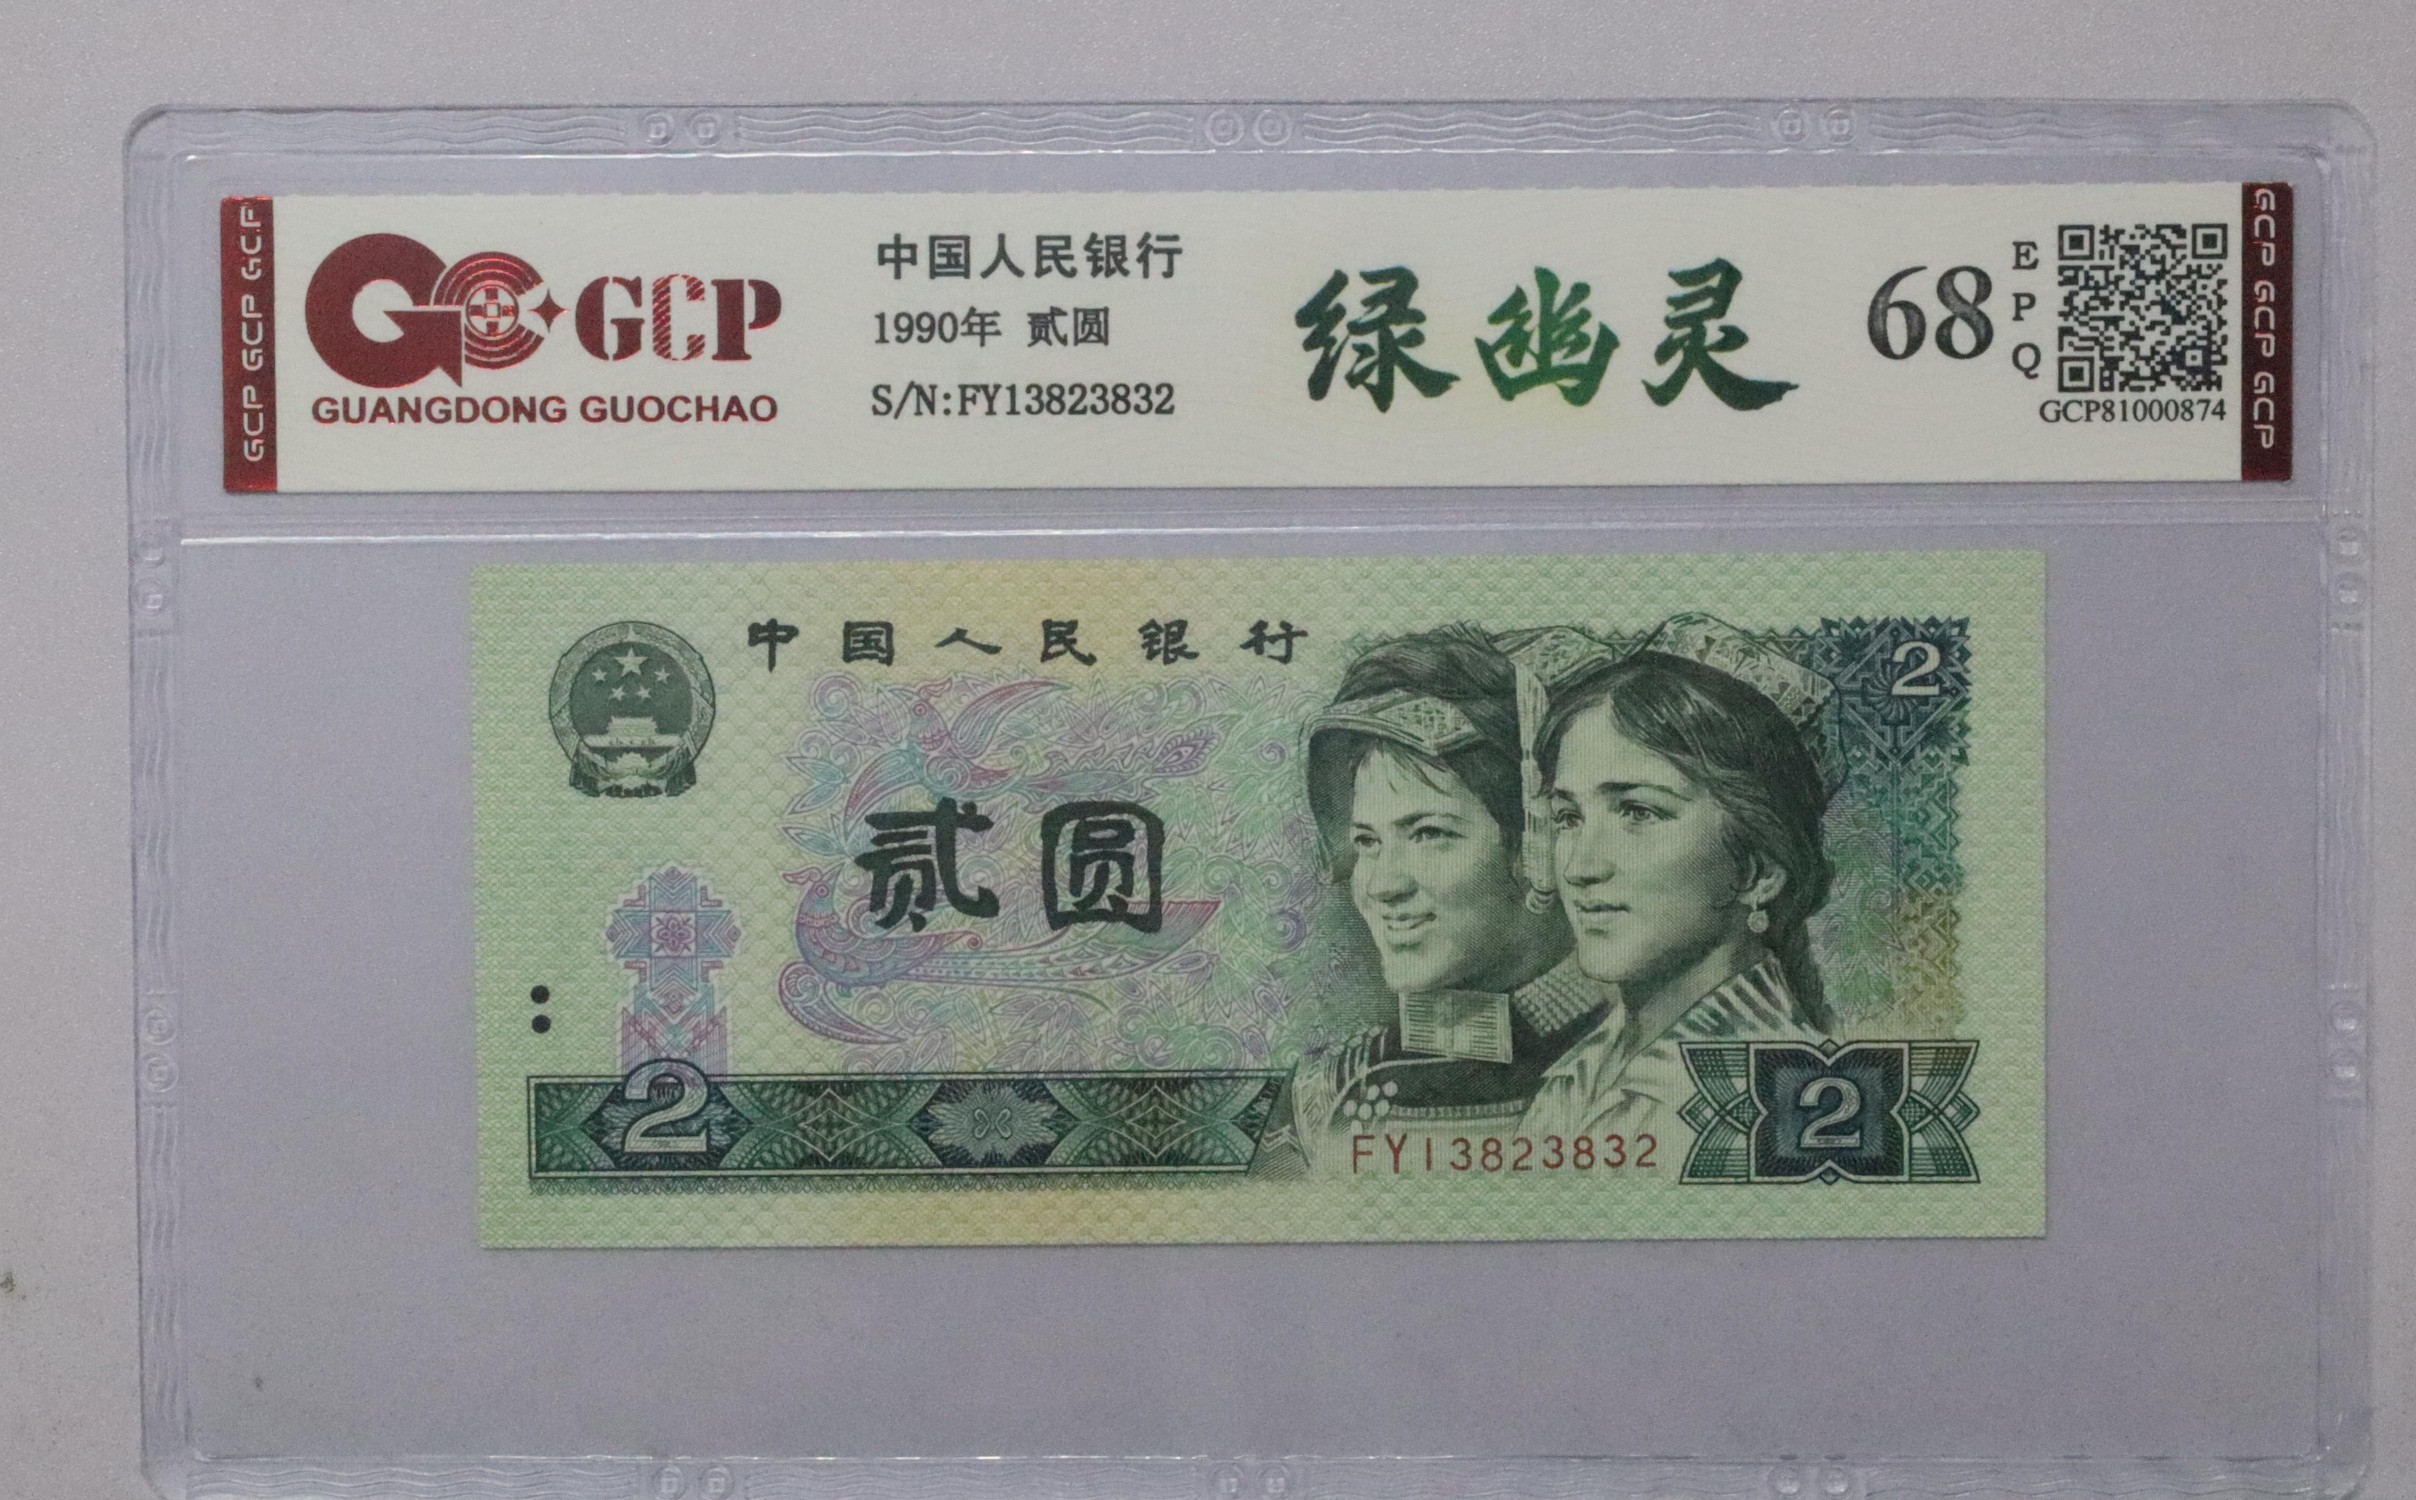 GCP GCP GCP
GCP
GUANGDONG GUOCHAO
中国人民银行
1990年 贰圆
S/N:FY13823832
绿幽灵
68
EPQ
GCP81000874
GCP GCP GCP
中国人民银行
2
贰圆
2
FY13823832
2